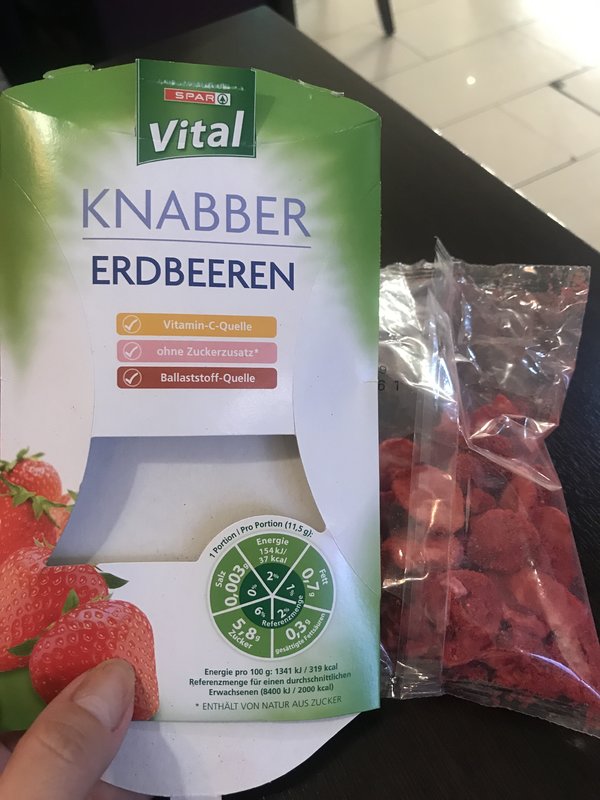 SPAR
Vital
KNABBER
ERDBEEREN
Vitamin-C-Quelle
ohne Zuckerzusatz*
Ballaststoff-Quelle
1 Portion | Pro Portion (11,5g):
Energie
154 kJ/
37 kcal
2%
Fett
0,7g
1%
gesättigte Fettsäuren
0,3g
2%
Zucker
5,8g
6%
Salz
0,003g
0%
Referenzmenge
Energie pro 100 g: 1341 kJ / 319 kcal
Referenzmenge für einen durchschnittlichen
Erwachsenen (8400 kJ / 2000 kcal)
* ENTHÄLT VON NATUR AUS ZUCKER